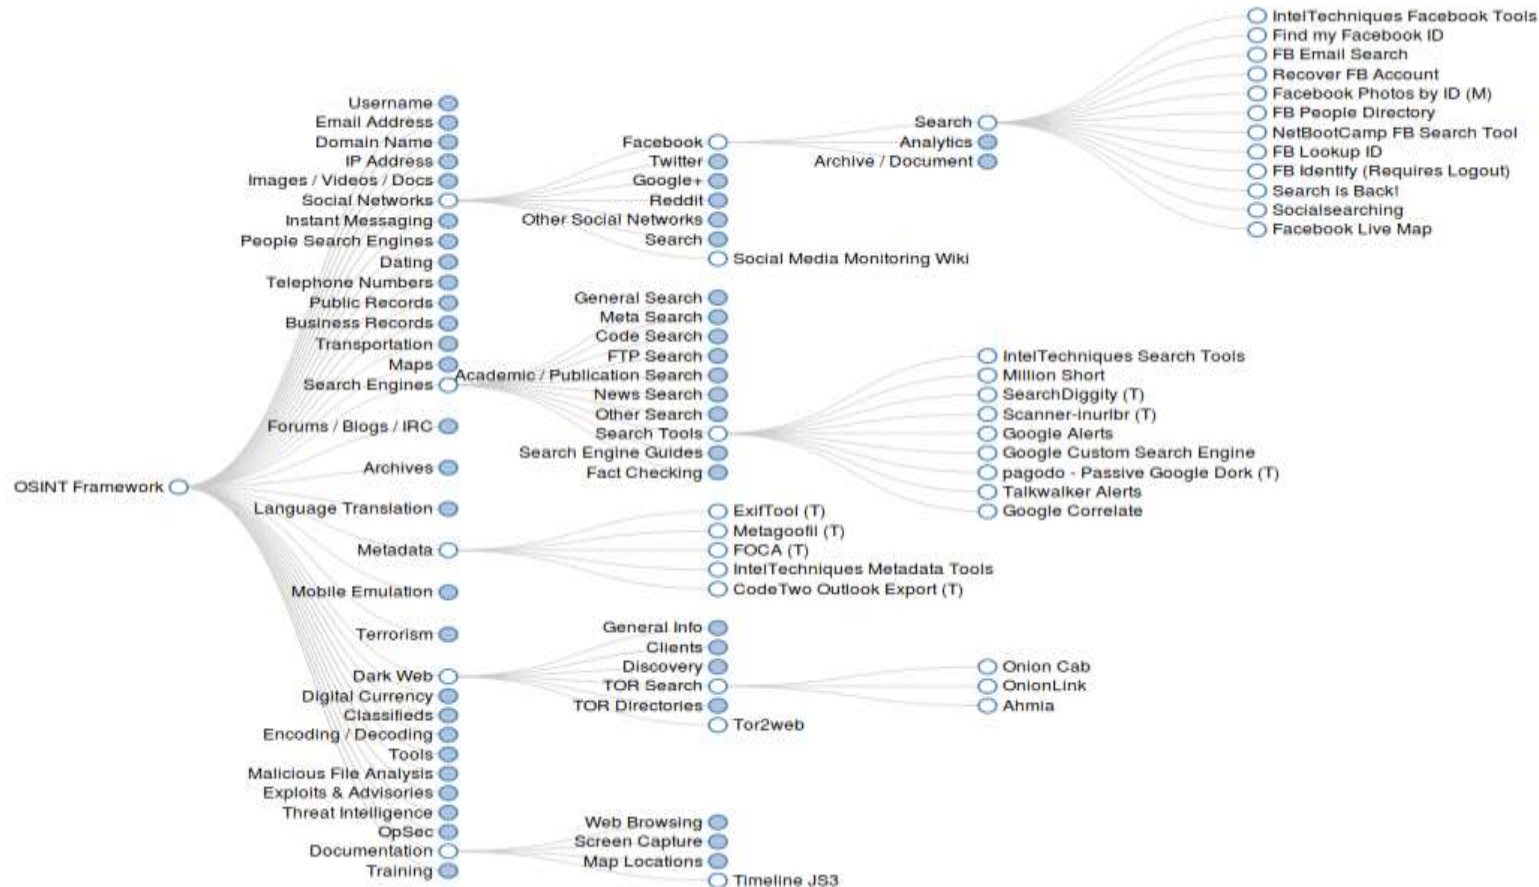 OSINT Framework
Username
Email Address
Domain Name
IP Address
Images / Videos / Docs
Social Networks
Instant Messaging
People Search Engines
Dating
Telephone Numbers
Public Records
Business Records
Transportation
Maps
Search Engines
Forums / Blogs / IRC
Archives
Language Translation
Metadata
Mobile Emulation
Terrorism
Dark Web
Digital Currency
Classifieds
Encoding / Decoding
Tools
Malicious File Analysis
Exploits & Advisories
Threat Intelligence
OpSec
Documentation
Training
Facebook
Twitter
Google+
Reddit
Other Social Networks
Search
Social Media Monitoring Wiki
General Search
Meta Search
Code Search
FTP Search
Academic / Publication Search
News Search
Other Search
Search Tools
Search Engine Guides
Fact Checking
ExifTool (T)
Metagoofil (T)
FOCA (T)
IntelTechniques Metadata Tools
CodeTwo Outlook Export (T)
General Info
Clients
Discovery
TOR Search
TOR Directories
Tor2web
Web Browsing
Screen Capture
Map Locations
Timeline JS3
Search
Analytics
Archive / Document
IntelTechniques Search Tools
Million Short
SearchDiggity (T)
Scanner-inurlbr (T)
Google Alerts
Google Custom Search Engine
pagodo - Passive Google Dork (T)
Talkwalker Alerts
Google Correlate
Onion Cab
OnionLink
Ahmia
IntelTechniques Facebook Tools
Find my Facebook ID
FB Email Search
Recover FB Account
Facebook Photos by ID (M)
FB People Directory
NetBootCamp FB Search Tool
FB Lookup ID
FB Identify (Requires Logout)
Search is Back!
Socialsearching
Facebook Live Map